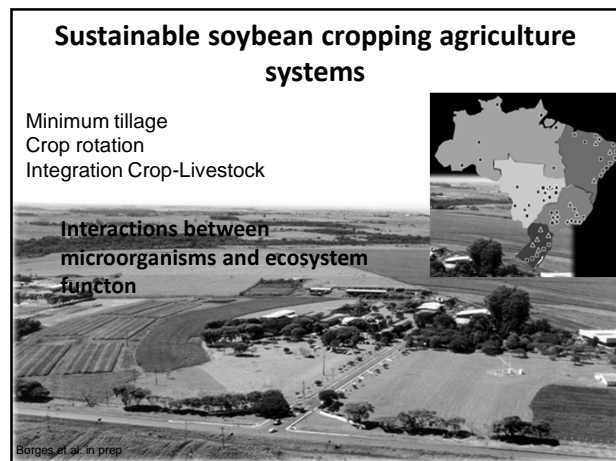 Sustainable soybean cropping agriculture
systems
Minimum tillage
Crop rotation
Integration Crop-Livestock
Interactions between
microorganisms and ecosystem
functon
Borges et al. in prep